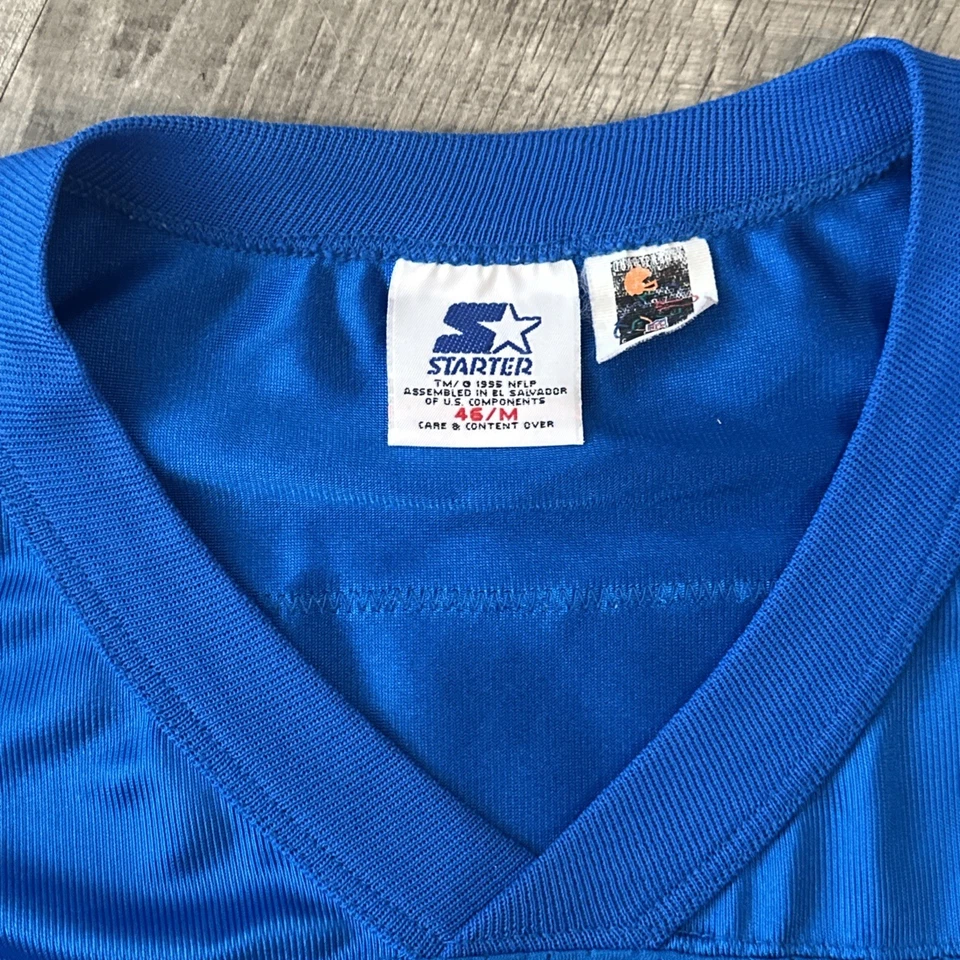 STARTER
TM/ © 1995 NFLP
ASSEMBLED IN EL SALVADOR
OF U.S. COMPONENTS
46/M
CARE & CONTENT OVER